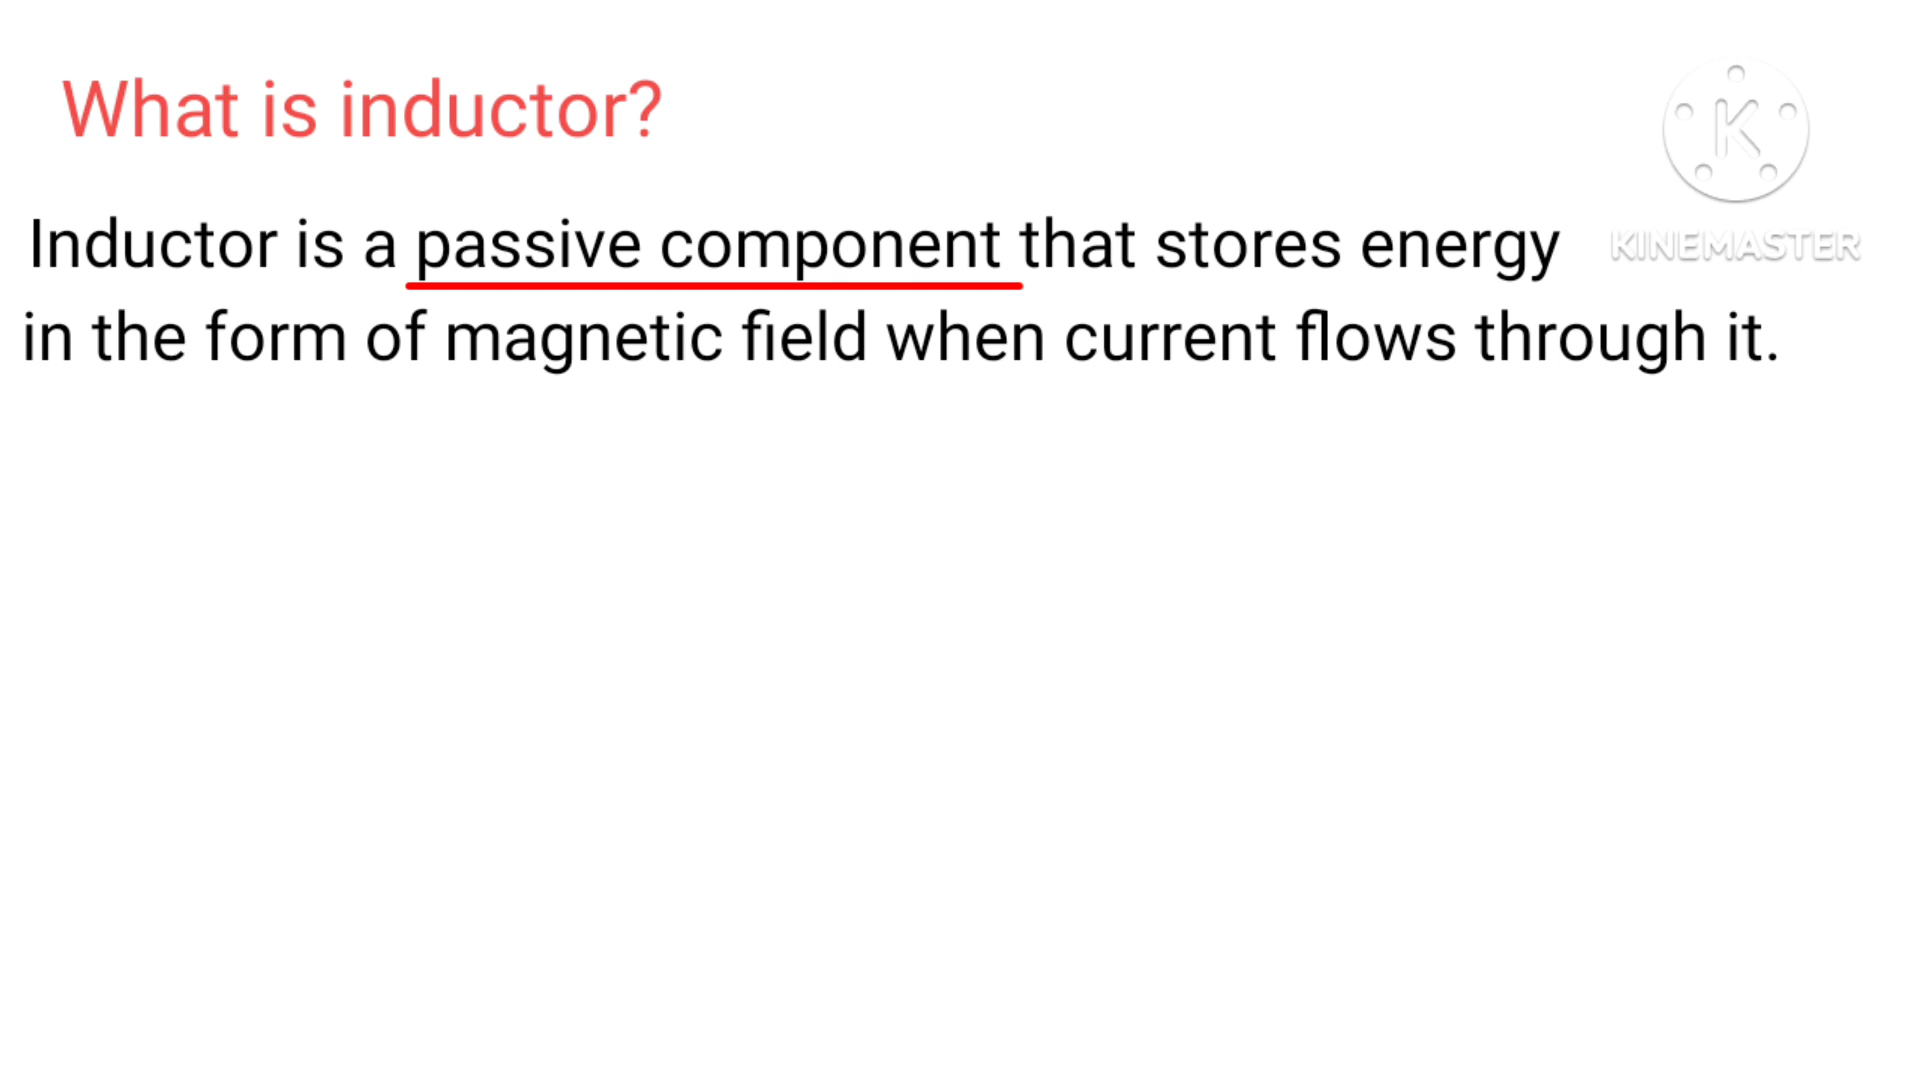 What is inductor?
Inductor is a passive component that stores energy
in the form of magnetic field when current flows through it.
K
KINEMASTER